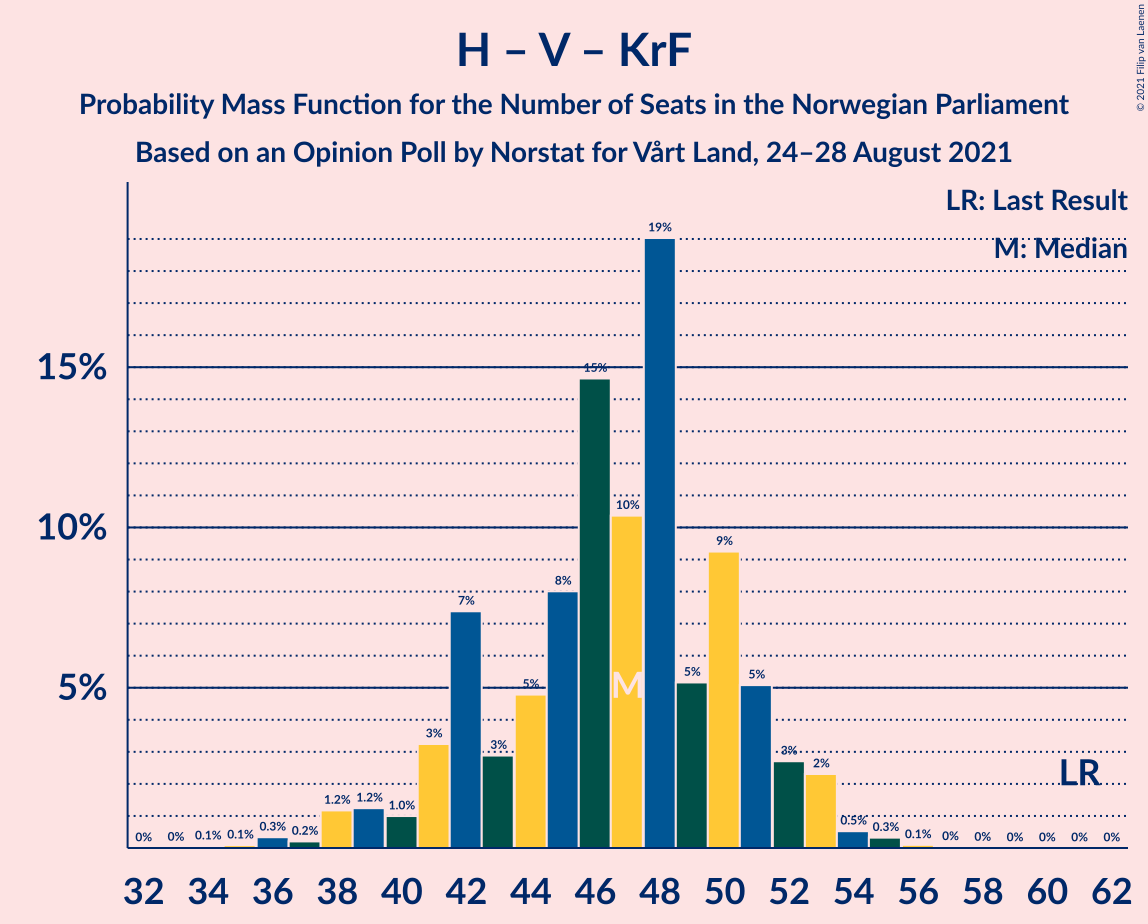 H – V – KrF
Probability Mass Function for the Number of Seats in the Norwegian Parliament
Based on an Opinion Poll by Norstat for Vårt Land, 24–28 August 2021
© 2021 Filip van Laenen
LR: Last Result
M: Median
15%
10%
5%
0% 0% 0.1% 0.1% 0.3% 0.2% 1.2% 1.2% 1.0% 3% 7% 3% 5% 8% 15% 10% 19% 5% 9% 5% 3% 2% 0.5% 0.3% 0.1% 0% 0% 0% 0% 0% 0%
M
LR
32 34 36 38 40 42 44 46 48 50 52 54 56 58 60 62